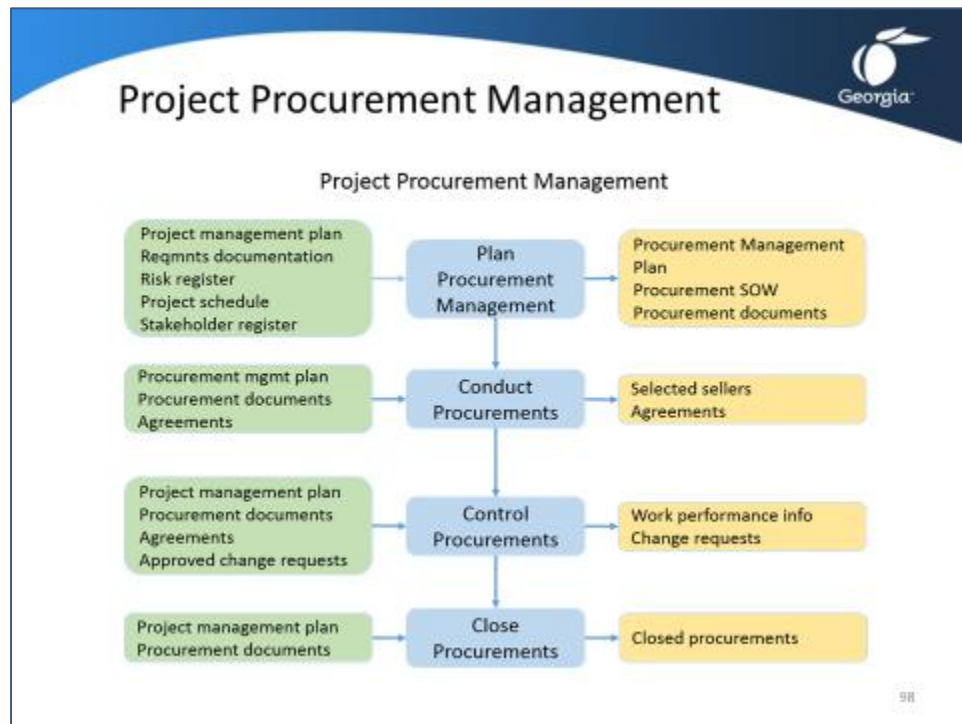 Georgia
Project Procurement Management
Project Procurement Management
Project management plan
Reqmnts documentation
Risk register
Project schedule
Stakeholder register
Plan
Procurement
Management
Procurement Management
Plan
Procurement SOW
Procurement documents
Procurement mgmt plan
Procurement documents
Agreements
Conduct
Procurements
Selected sellers
Agreements
Project management plan
Procurement documents
Agreements
Approved change requests
Control
Procurements
Work performance info
Change requests
Project management plan
Procurement documents
Close
Procurements
Closed procurements
98